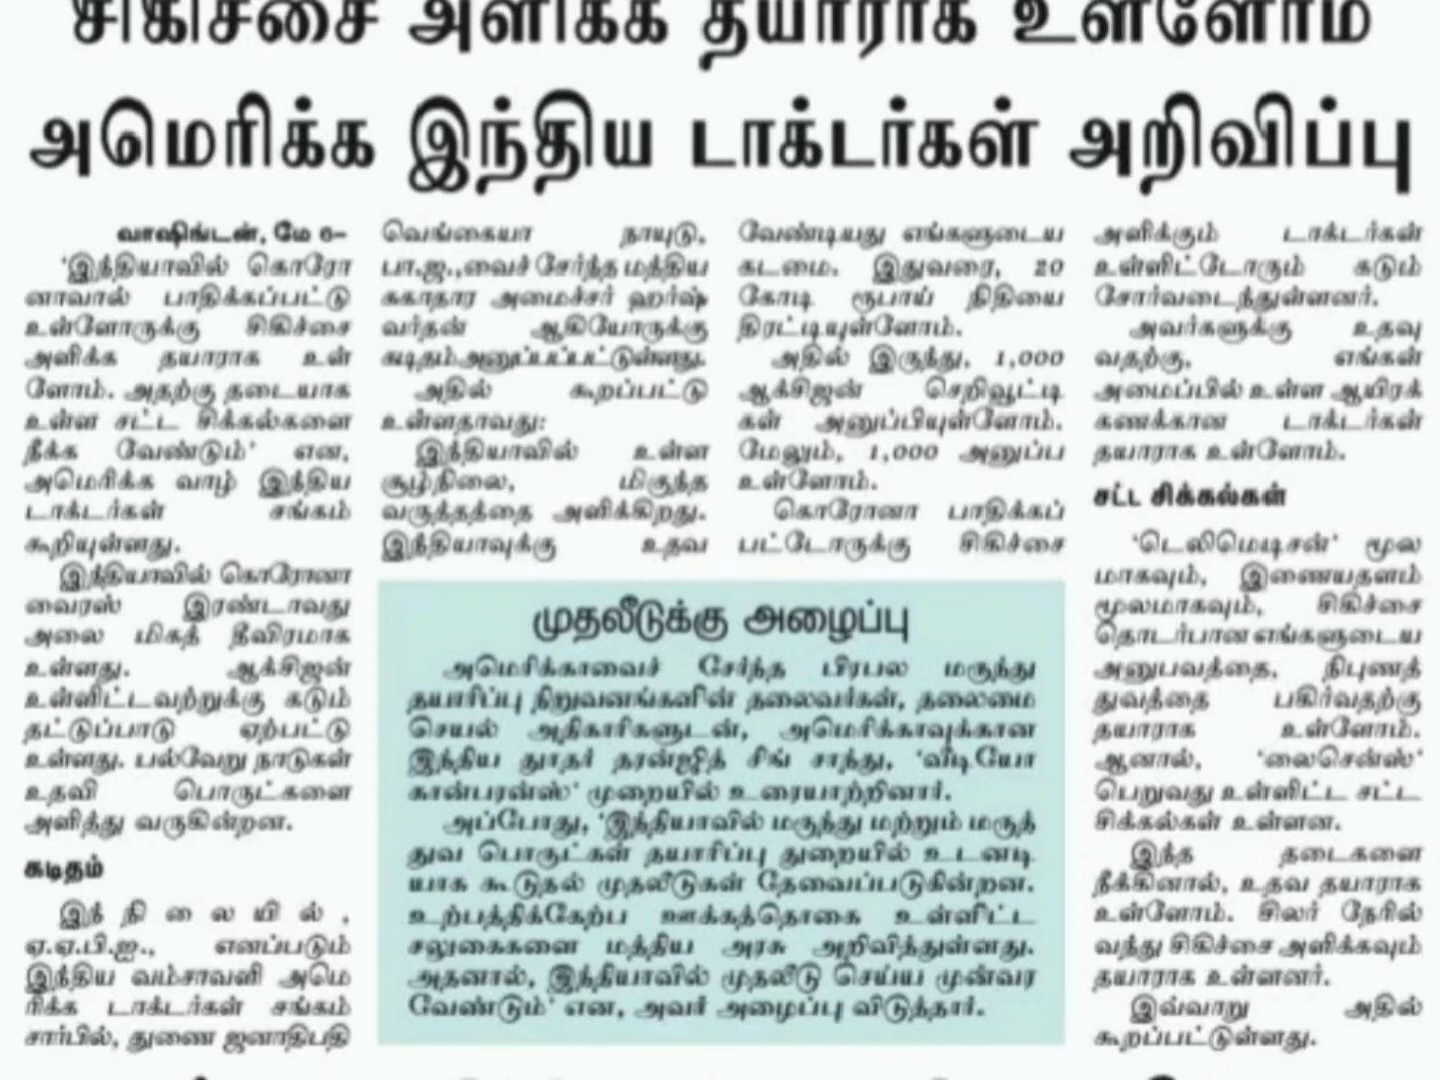 சிகிச்சை அளிக்க தயாராக உள்ளோம்
அமெரிக்க இந்திய டாக்டர்கள் அறிவிப்பு
வாஷிங்டன், மே 6–
'இந்தியாவில் கொரோ
னாவால் பாதிக்கப்பட்டு
உள்ளோருக்கு சிகிச்சை
அளிக்க தயாராக உள்
ளோம். அதற்கு தடையாக
உள்ள சட்ட சிக்கல்களை
நீக்க வேண்டும்' என,
அமெரிக்க வாழ் இந்திய
டாக்டர்கள் சங்கம்
கூறியுள்ளது.
இந்தியாவில் கொரோனா
வைரஸ் இரண்டாவது
அலை மிகத் தீவிரமாக
உள்ளது. ஆக்சிஜன்
உள்ளிட்டவற்றுக்கு கடும்
தட்டுப்பாடு ஏற்பட்டு
உள்ளது. பல்வேறு நாடுகள்
உதவி பொருட்களை
அளித்து வருகின்றன.
கடிதம்
இந்நிலையில்,
ஏ.ஏ.பி.ஐ., எனப்படும்
இந்திய வம்சாவளி அமெ
ரிக்க டாக்டர்கள் சங்கம்
சார்பில், துணை ஜனாதிபதி
வெங்கையா நாயுடு,
பா.ஜ.,வைச் சேர்ந்த மத்திய
சுகாதார அமைச்சர் ஹர்ஷ்
வர்தன் ஆகியோருக்கு
கடிதம் அனுப்பப்பட்டுள்ளது.
அதில் கூறப்பட்டு
உள்ளதாவது:
இந்தியாவில் உள்ள
சூழ்நிலை, மிகுந்த
வருத்தத்தை அளிக்கிறது.
இந்தியாவுக்கு உதவ
வேண்டியது எங்களுடைய
கடமை. இதுவரை, 20
கோடி ரூபாய் நிதியை
திரட்டியுள்ளோம்.
அதில் இருந்து, 1,000
ஆக்சிஜன் செறிவூட்டி
கள் அனுப்பியுள்ளோம்.
மேலும், 1,000 அனுப்ப
உள்ளோம்.
கொரோனா பாதிக்கப்
பட்டோருக்கு சிகிச்சை
அளிக்கும் டாக்டர்கள்
உள்ளிட்டோரும் கடும்
சோர்வடைந்துள்ளனர்.
அவர்களுக்கு உதவு
வதற்கு, எங்கள்
அமைப்பில் உள்ள ஆயிரக்
கணக்கான டாக்டர்கள்
தயாராக உள்ளோம்.
சட்ட சிக்கல்கள்
'டெலிமெடிசன்' மூல
மாகவும், இணையதளம்
மூலமாகவும், சிகிச்சை
தொடர்பான எங்களுடைய
அனுபவத்தை, நிபுணத்
துவத்தை பகிர்வதற்கு
தயாராக உள்ளோம்.
ஆனால், 'லைசென்ஸ்'
பெறுவது உள்ளிட்ட சட்ட
சிக்கல்கள் உள்ளன.
இந்த தடைகளை
நீக்கினால், உதவ தயாராக
உள்ளோம். சிலர் நேரில்
வந்து சிகிச்சை அளிக்கவும்
தயாராக உள்ளனர்.
இவ்வாறு அதில்
கூறப்பட்டுள்ளது.
முதலீடுக்கு அழைப்பு
அமெரிக்காவைச் சேர்ந்த பிரபல மருந்து
தயாரிப்பு நிறுவனங்களின் தலைவர்கள், தலைமை
செயல் அதிகாரிகளுடன், அமெரிக்காவுக்கான
இந்திய தூதர் தரன்ஜித் சிங் சாந்து, 'வீடியோ
கான்பரன்ஸ்' முறையில் உரையாற்றினார்.
அப்போது, 'இந்தியாவில் மருந்து மற்றும் மருத்
துவ பொருட்கள் தயாரிப்பு துறையில் உடனடி
யாக கூடுதல் முதலீடுகள் தேவைப்படுகின்றன.
உற்பத்திக்கேற்ப ஊக்கத்தொகை உள்ளிட்ட
சலுகைகளை மத்திய அரசு அறிவித்துள்ளது.
அதனால், இந்தியாவில் முதலீடு செய்ய முன்வர
வேண்டும்' என, அவர் அழைப்பு விடுத்தார்.